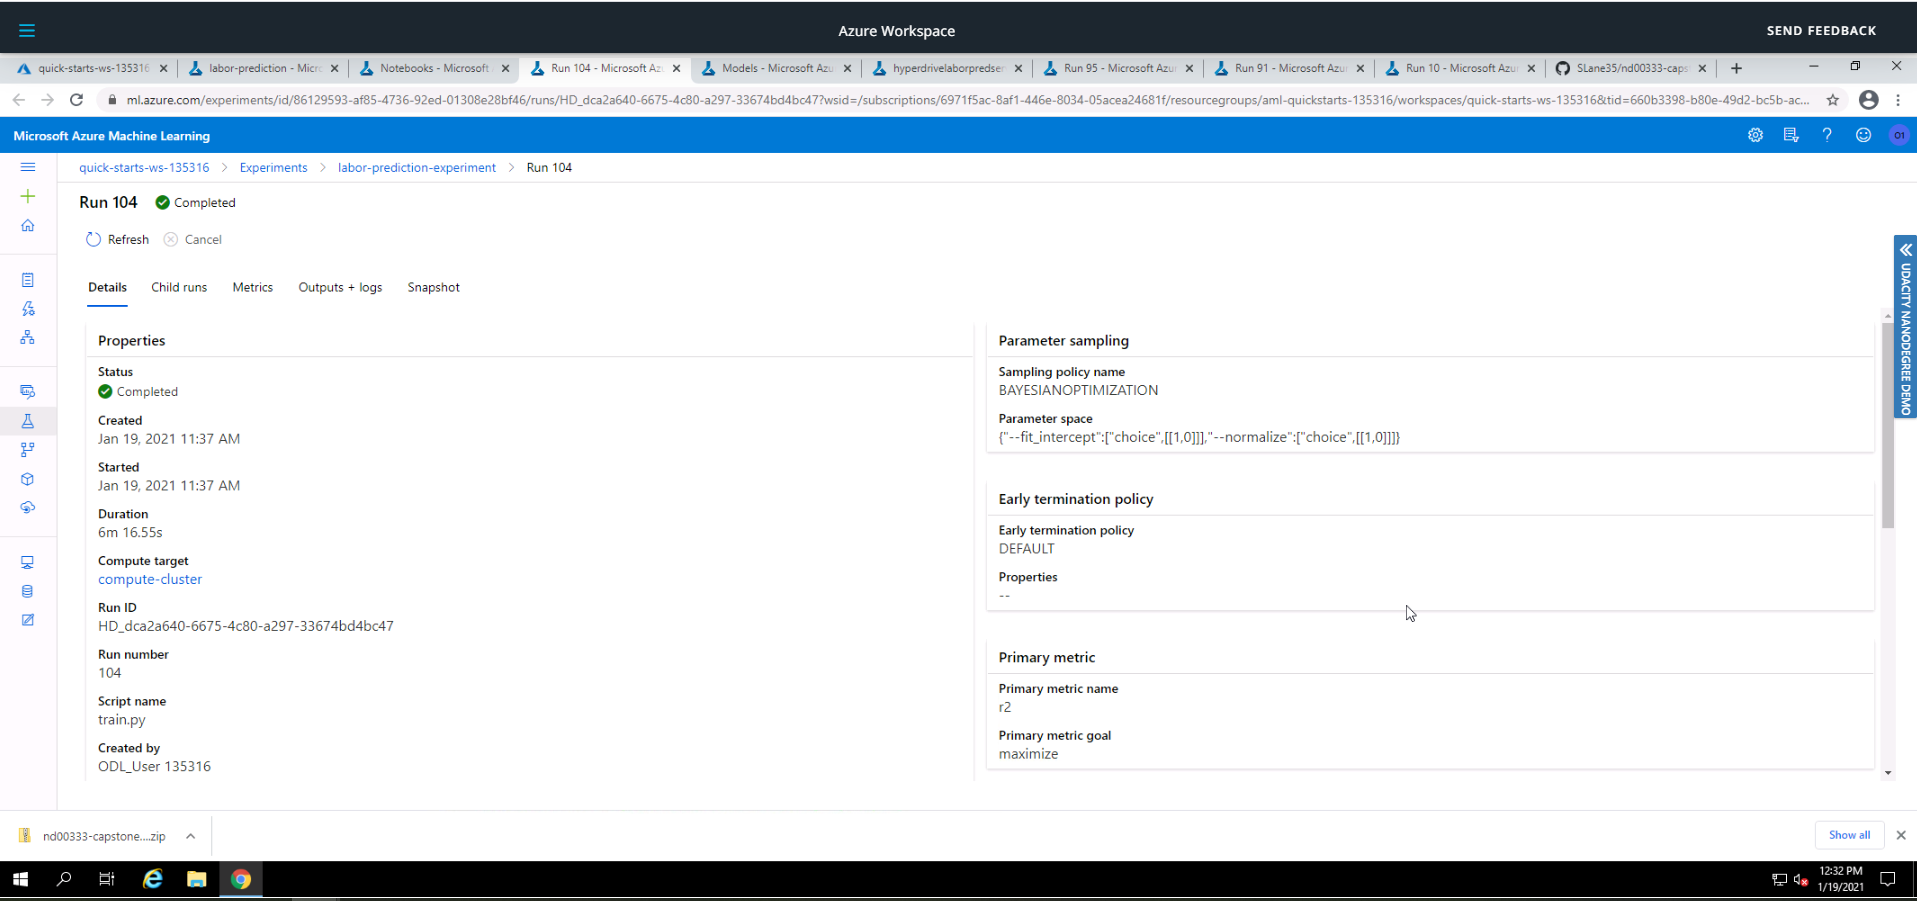 Azure Workspace
SEND FEEDBACK
quick-starts-ws-135316
labor-prediction - Micro
Notebooks - Microsoft
Run 104 - Microsoft Az
Models - Microsoft Azu
hyperdrivelaborpredser
Run 95 - Microsoft Azu
Run 91 - Microsoft Azu
Run 10 - Microsoft Azu
SLane35/nd00333-caps
ml.azure.com/experiments/id/86129593-af85-4736-92ed-01308e28bf46/runs/HD_dca2a640-6675-4c80-a297-33674bd4bc47?wsid=/subscriptions/6971f5ac-8af1-446e-8034-05acea24681f/resourcegroups/aml-quickstarts-135316/workspaces/quick-starts-ws-135316&tid=660b3398-b80e-49d2-bc5b-ac...
Microsoft Azure Machine Learning
O1
quick-starts-ws-135316 > Experiments > labor-prediction-experiment > Run 104
Run 104 Completed
Refresh Cancel
Details Child runs Metrics Outputs + logs Snapshot
UDACITY NANODEGREE DEMO
Properties
Status
Completed
Created
Jan 19, 2021 11:37 AM
Started
Jan 19, 2021 11:37 AM
Duration
6m 16.55s
Compute target
compute-cluster
Run ID
HD_dca2a640-6675-4c80-a297-33674bd4bc47
Run number
104
Script name
train.py
Created by
ODL_User 135316
Parameter sampling
Sampling policy name
BAYESIANOPTIMIZATION
Parameter space
{"--fit_intercept":["choice",[[1,0]]],"--normalize":["choice",[[1,0]]]}
Early termination policy
Early termination policy
DEFAULT
Properties
--
Primary metric
Primary metric name
r2
Primary metric goal
maximize
nd00333-capstone....zip
Show all
12:32 PM
1/19/2021